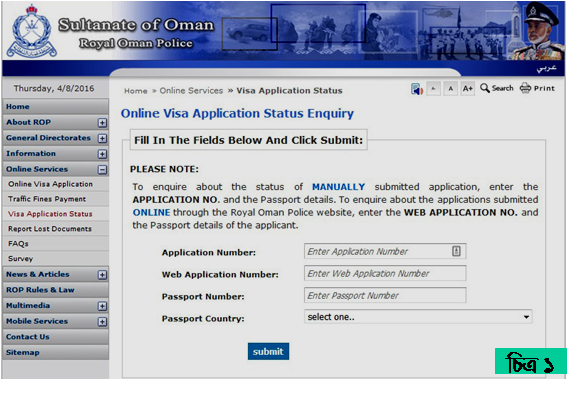 Sultanate of Oman
Royal Oman Police
عربي
Thursday, 4/8/2016
Home » Online Services » Visa Application Status
A A A+ Search Print
Home
About ROP
General Directorates
Information
Online Services
Online Visa Application
Traffic Fines Payment
Visa Application Status
Report Lost Documents
FAQs
Survey
News & Articles
ROP Rules & Law
Multimedia
Mobile Services
Contact Us
Sitemap
Online Visa Application Status Enquiry
Fill In The Fields Below And Click Submit:
PLEASE NOTE:
To enquire about the status of MANUALLY submitted application, enter the
APPLICATION NO. and the Passport details. To enquire about the applications submitted
ONLINE through the Royal Oman Police website, enter the WEB APPLICATION NO. and
the Passport details of the applicant.
Application Number: Enter Application Number
Web Application Number: Enter Web Application Number
Passport Number: Enter Passport Number
Passport Country: select one..
submit
চিত্র ১